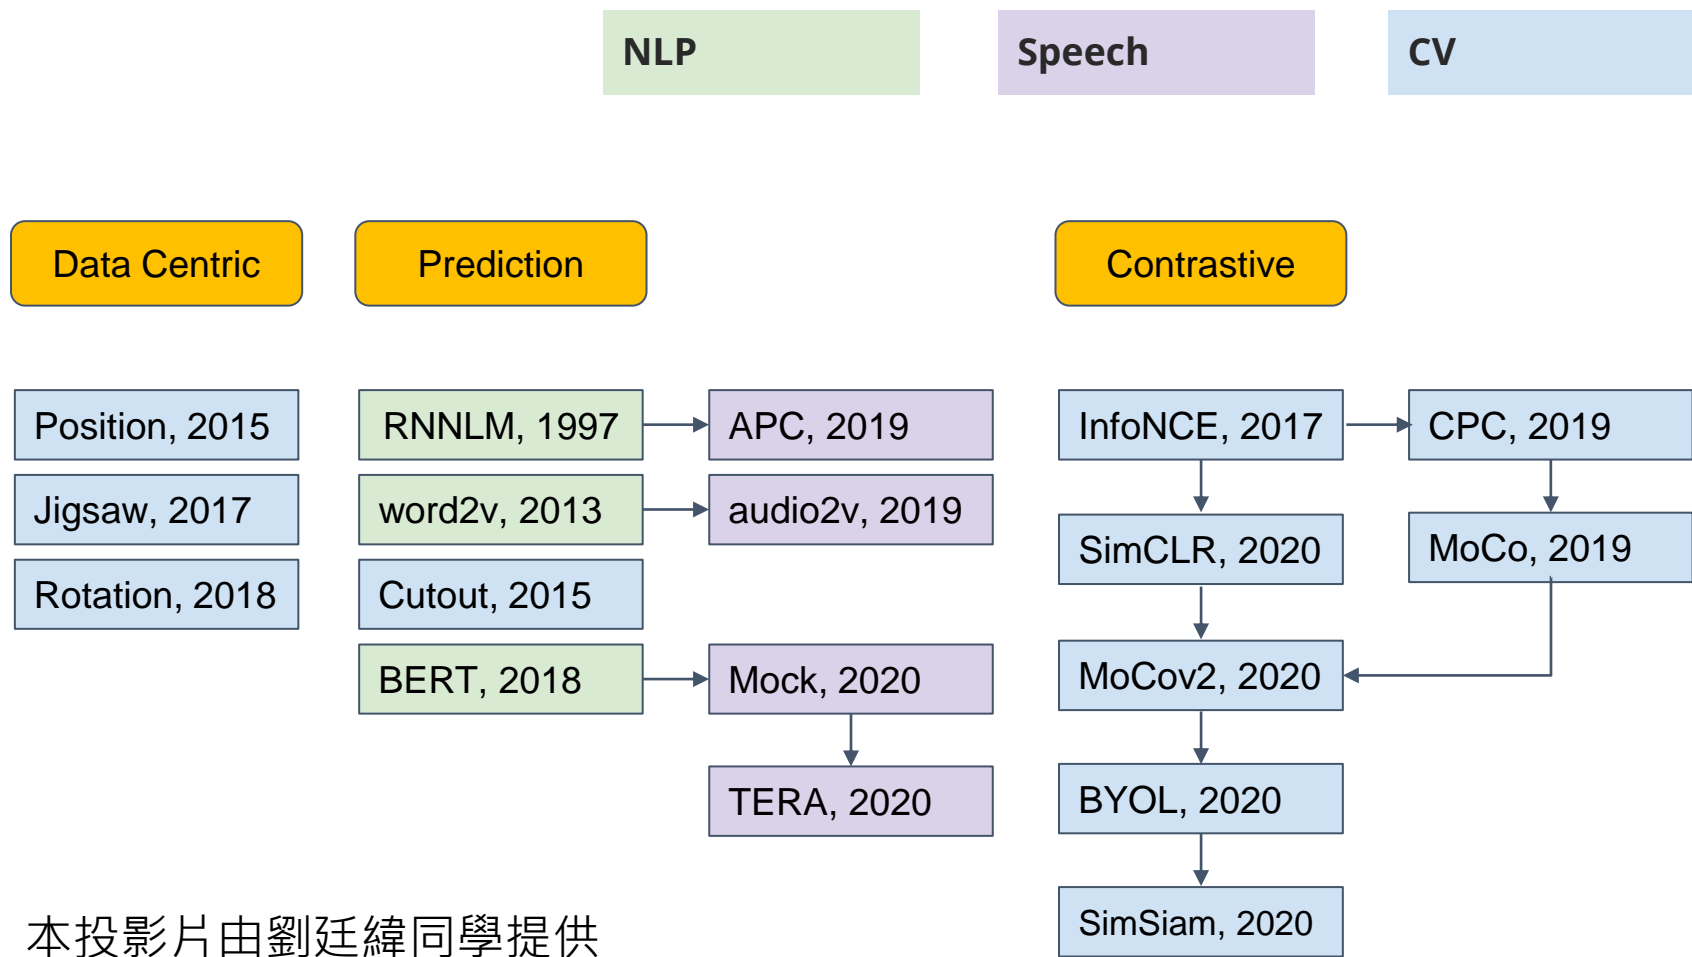 NLP
Speech
CV
Data Centric
Prediction
Contrastive
Position, 2015
RNNLM, 1997
APC, 2019
InfoNCE, 2017
CPC, 2019
Jigsaw, 2017
word2v, 2013
audio2v, 2019
SimCLR, 2020
MoCo, 2019
Rotation, 2018
Cutout, 2015
BERT, 2018
Mock, 2020
MoCov2, 2020
TERA, 2020
BYOL, 2020
SimSiam, 2020
本投影片由劉廷緯同學提供